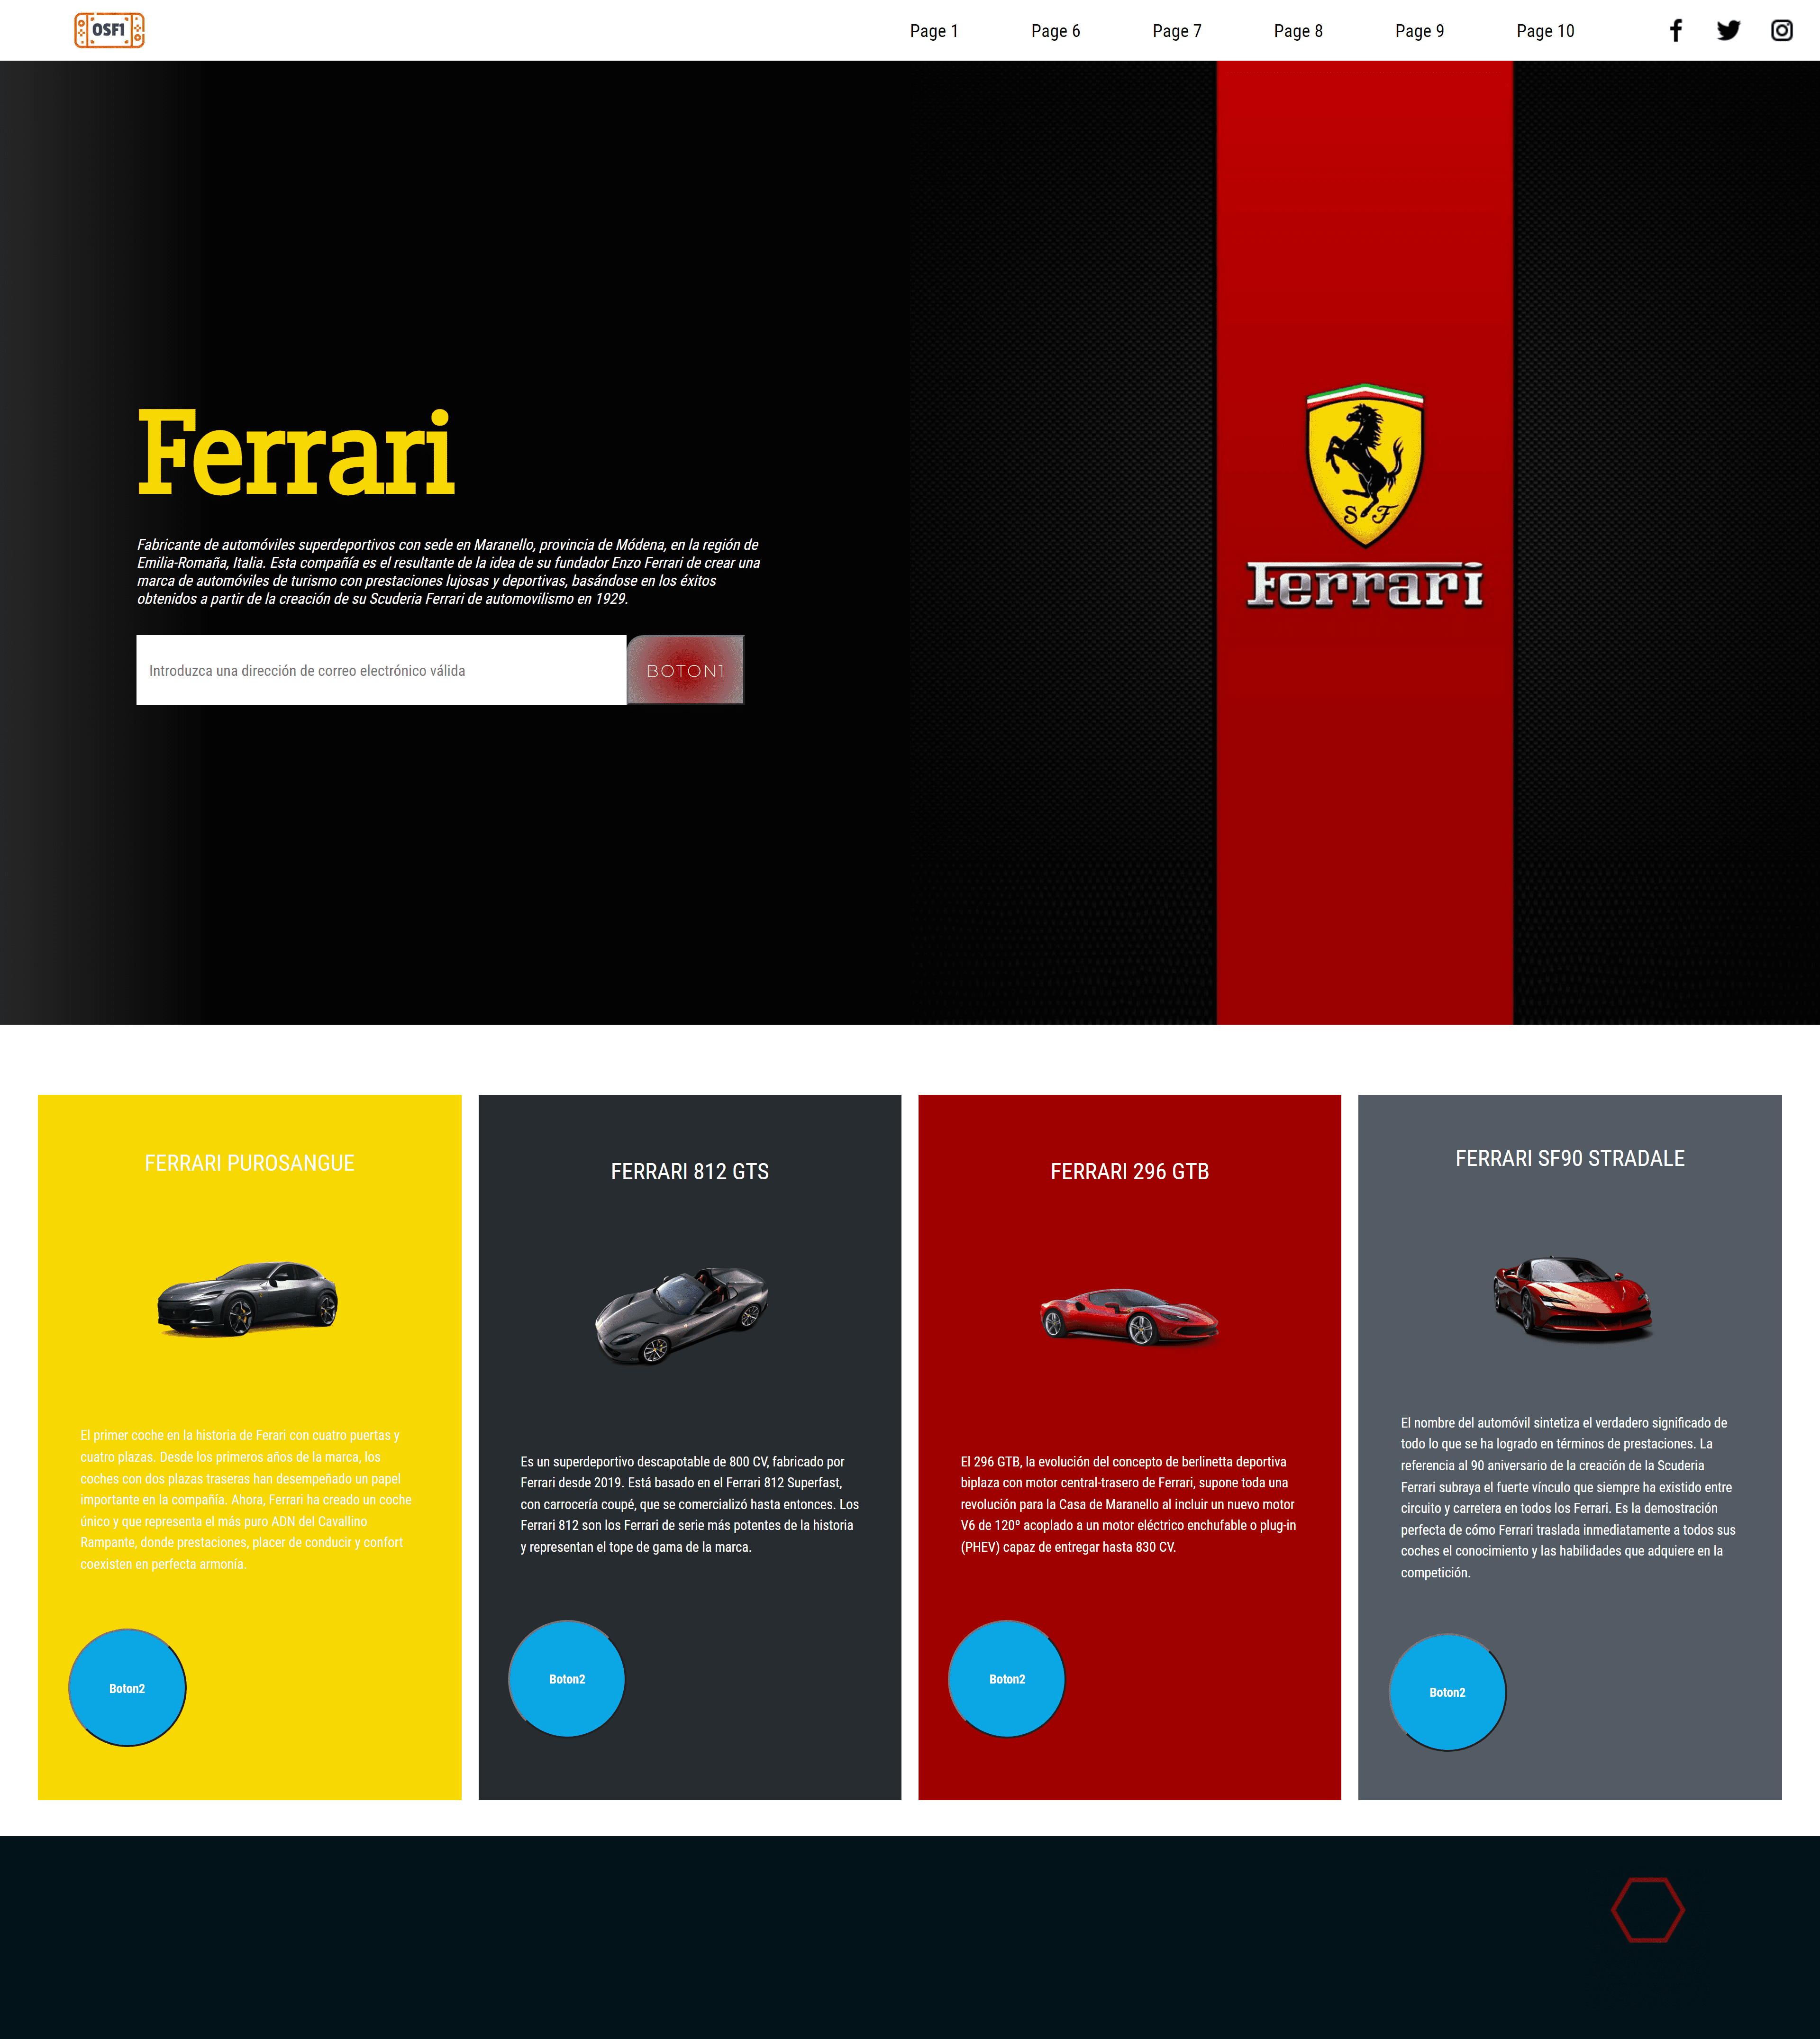 OSF1
Page 1
Page 6
Page 7
Page 8
Page 9
Page 10
Ferrari
Fabricante de automóviles superdeportivos con sede en Maranello, provincia de Módena, en la región de
Emilia-Romaña, Italia. Esta compañía es el resultante de la idea de su fundador Enzo Ferrari de crear una
marca de automóviles de turismo con prestaciones lujosas y deportivas, basándose en los éxitos
obtenidos a partir de la creación de su Scuderia Ferrari de automovilismo en 1929.
Introduzca una dirección de correo electrónico válida
BOTON1
S F
Ferrari
FERRARI PUROSANGUE
El primer coche en la historia de Ferari con cuatro puertas y
cuatro plazas. Desde los primeros años de la marca, los
coches con dos plazas traseras han desempeñado un papel
importante en la compañía. Ahora, Ferrari ha creado un coche
único y que representa el más puro ADN del Cavallino
Rampante, donde prestaciones, placer de conducir y confort
coexisten en perfecta armonía.
Boton2
FERRARI 812 GTS
Es un superdeportivo descapotable de 800 CV, fabricado por
Ferrari desde 2019. Está basado en el Ferrari 812 Superfast,
con carrocería coupé, que se comercializó hasta entonces. Los
Ferrari 812 son los Ferrari de serie más potentes de la historia
y representan el tope de gama de la marca.
Boton2
FERRARI 296 GTB
El 296 GTB, la evolución del concepto de berlinetta deportiva
biplaza con motor central-trasero de Ferrari, supone toda una
revolución para la Casa de Maranello al incluir un nuevo motor
V6 de 120º acoplado a un motor eléctrico enchufable o plug-in
(PHEV) capaz de entregar hasta 830 CV.
Boton2
FERRARI SF90 STRADALE
El nombre del automóvil sintetiza el verdadero significado de
todo lo que se ha logrado en términos de prestaciones. La
referencia al 90 aniversario de la creación de la Scuderia
Ferrari subraya el fuerte vínculo que siempre ha existido entre
circuito y carretera en todos los Ferrari. Es la demostración
perfecta de cómo Ferrari traslada inmediatamente a todos sus
coches el conocimiento y las habilidades que adquiere en la
competición.
Boton2